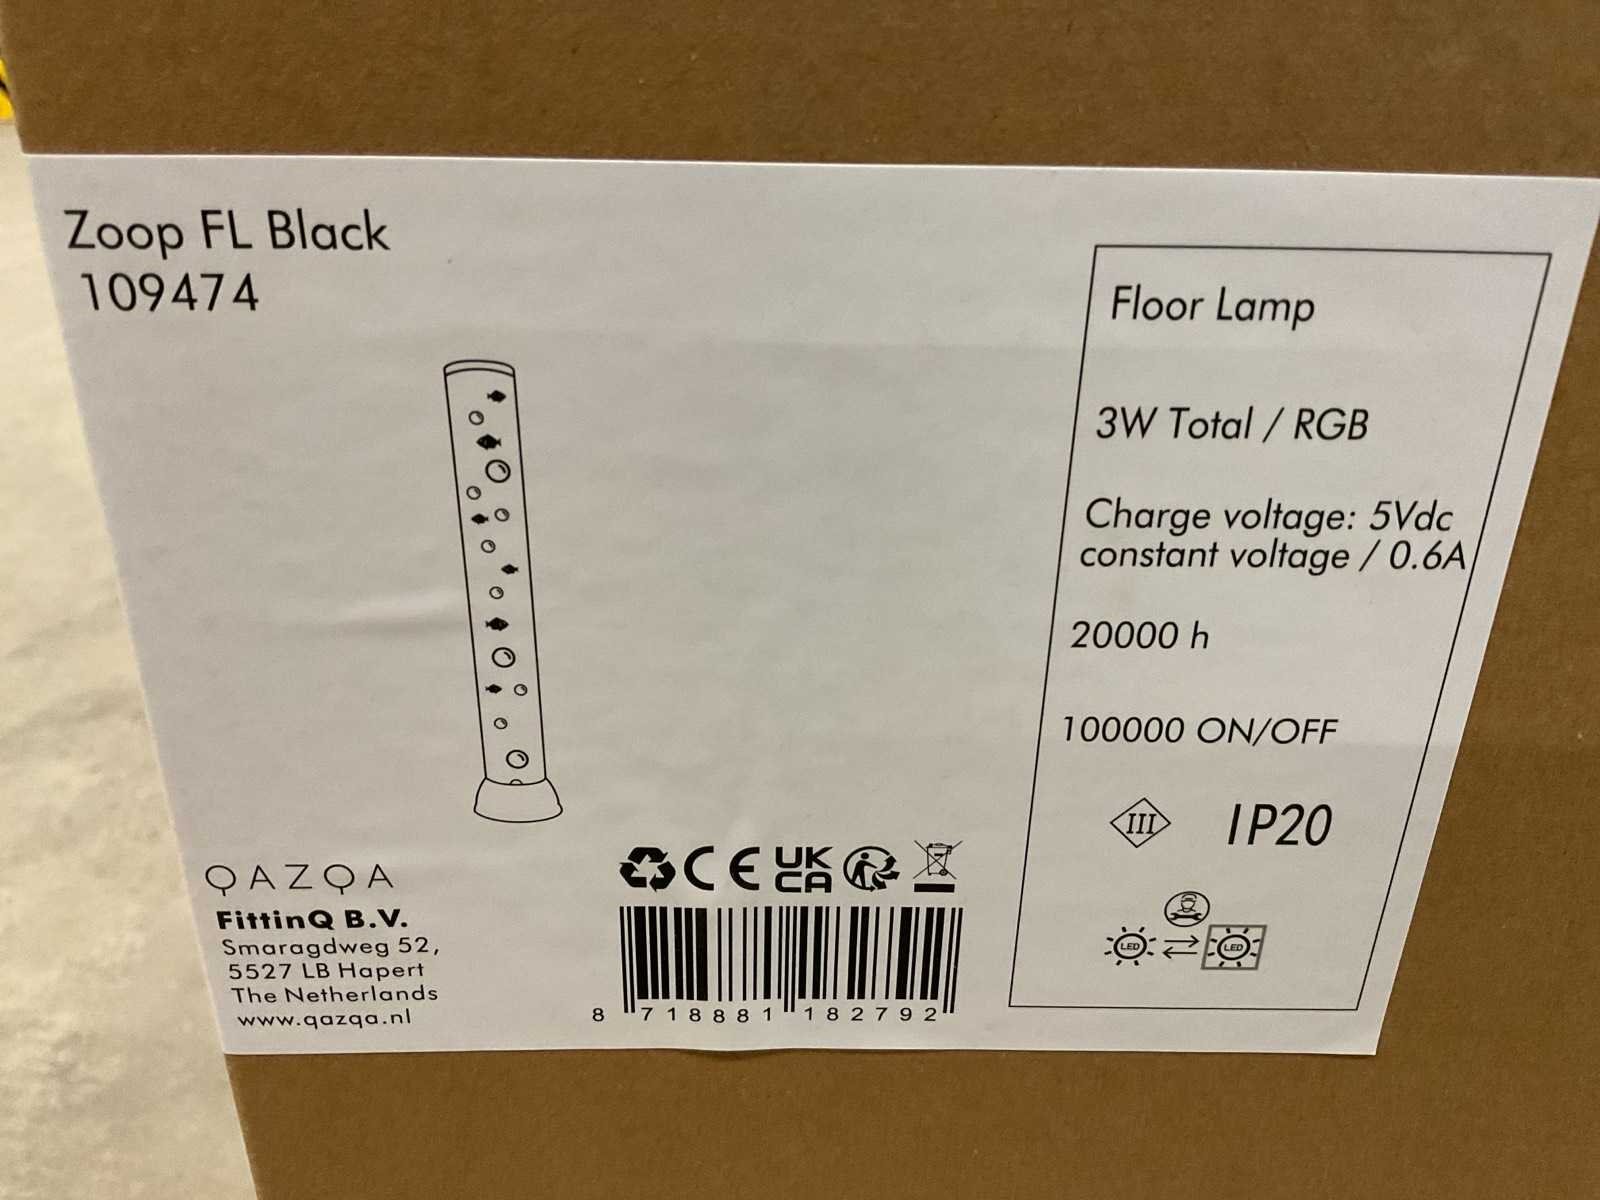 Zoop FL Black
109474
Floor Lamp
3W Total / RGB
Charge voltage: 5Vdc
constant voltage / 0.6A
20000 h
100000 ON/OFF
III
IP20
LED
LED
QAZQA
FittinQ B.V.
Smaragdweg 52,
5527 LB Hapert
The Netherlands
www.qazqa.nl
CE
UK
CA
8 718881 182792